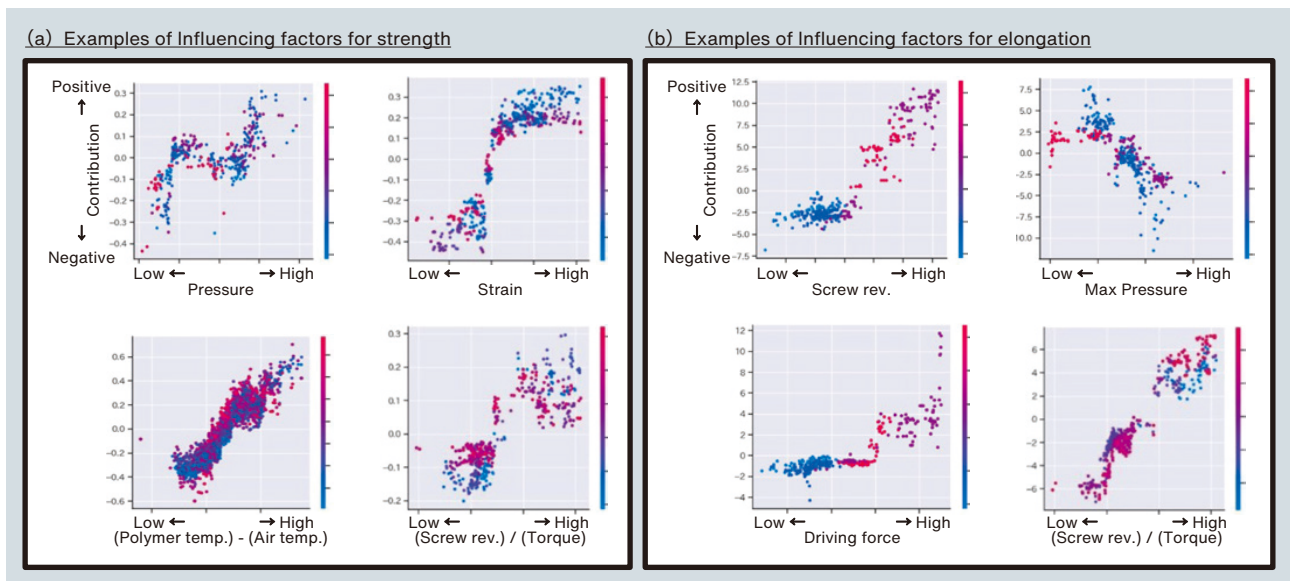 (a) Examples of Influencing factors for strength
Positive
↑
Contribution
↓
Negative
0.3
0.2
0.1
0.0
−0.1
−0.2
−0.3
−0.4
Low ← → High
Pressure
0.3
0.2
0.1
0.0
−0.1
−0.2
−0.3
−0.4
Low ← → High
Strain
0.6
0.4
0.2
0.0
−0.2
−0.4
−0.6
Low ← → High
(Polymer temp.) - (Air temp.)
0.3
0.2
0.1
0.0
−0.1
−0.2
Low ← → High
(Screw rev.) / (Torque)
(b) Examples of Influencing factors for elongation
Positive
↑
Contribution
↓
Negative
12.5
10.0
7.5
5.0
2.5
0.0
−2.5
−5.0
−7.5
Low ← → High
Screw rev.
7.5
5.0
2.5
0.0
−2.5
−5.0
−7.5
10.0
Low ← → High
Max Pressure
12
10
8
6
4
2
0
−2
−4
Low ← → High
Driving force
6
4
2
0
−2
−4
−6
Low ← → High
(Screw rev.) / (Torque)